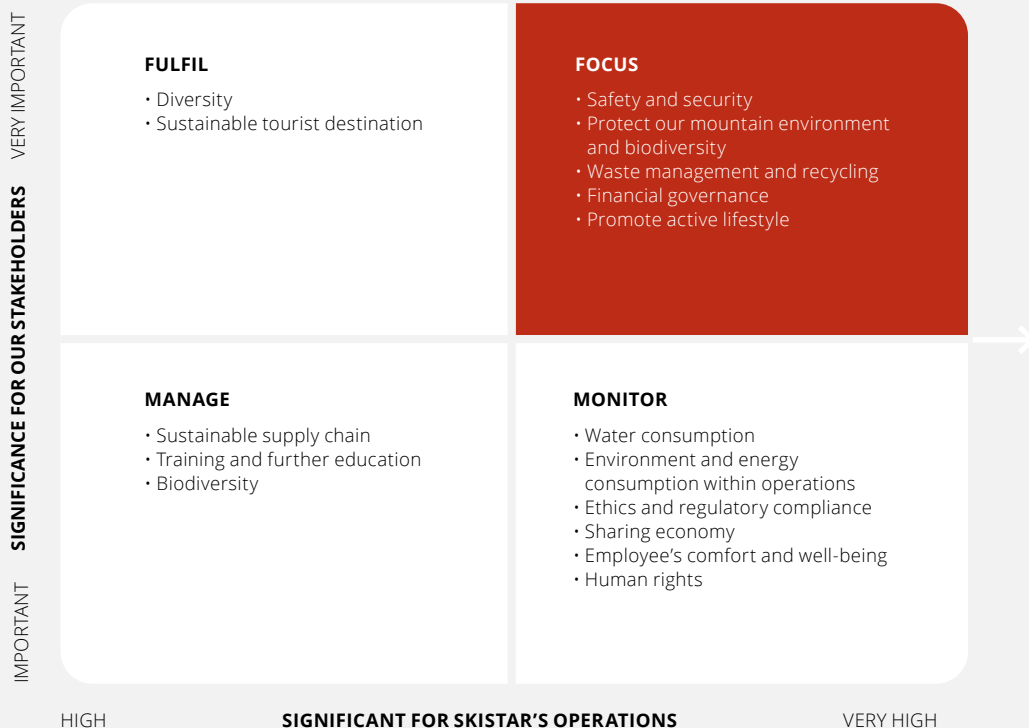 VERY IMPORTANT
SIGNIFICANCE FOR OUR STAKEHOLDERS
IMPORTANT
FULFIL
• Diversity
• Sustainable tourist destination
FOCUS
• Safety and security
• Protect our mountain environment
and biodiversity
• Waste management and recycling
• Financial governance
• Promote active lifestyle
MANAGE
• Sustainable supply chain
• Training and further education
• Biodiversity
MONITOR
• Water consumption
• Environment and energy
consumption within operations
• Ethics and regulatory compliance
• Sharing economy
• Employee’s comfort and well-being
• Human rights
HIGH
SIGNIFICANT FOR SKISTAR’S OPERATIONS
VERY HIGH